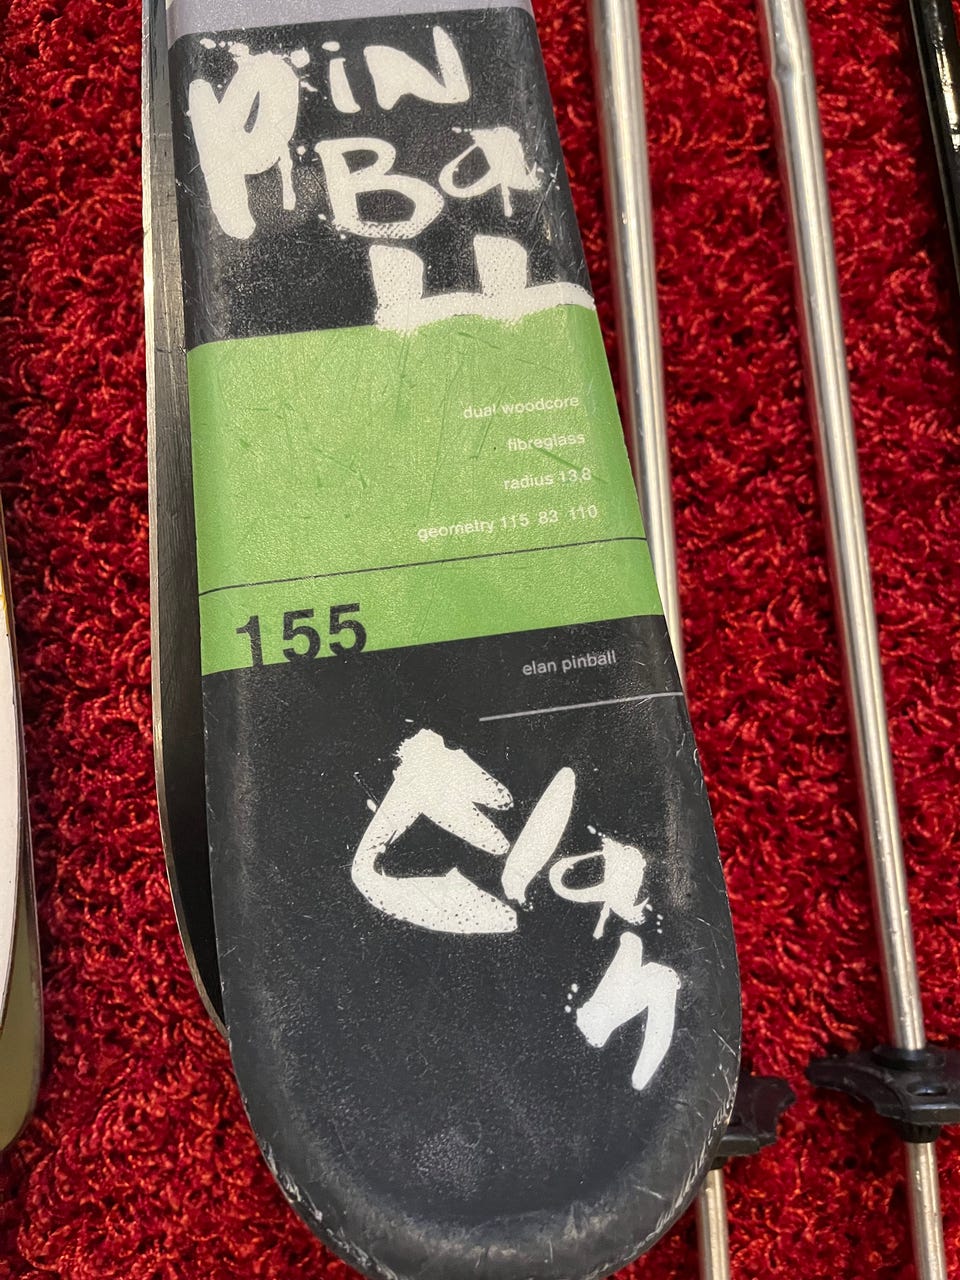 pin
Ba
ll
dual woodcore
fibreglass
radius 13,8
geometry 115 83 110
155
elan pinball
Elan